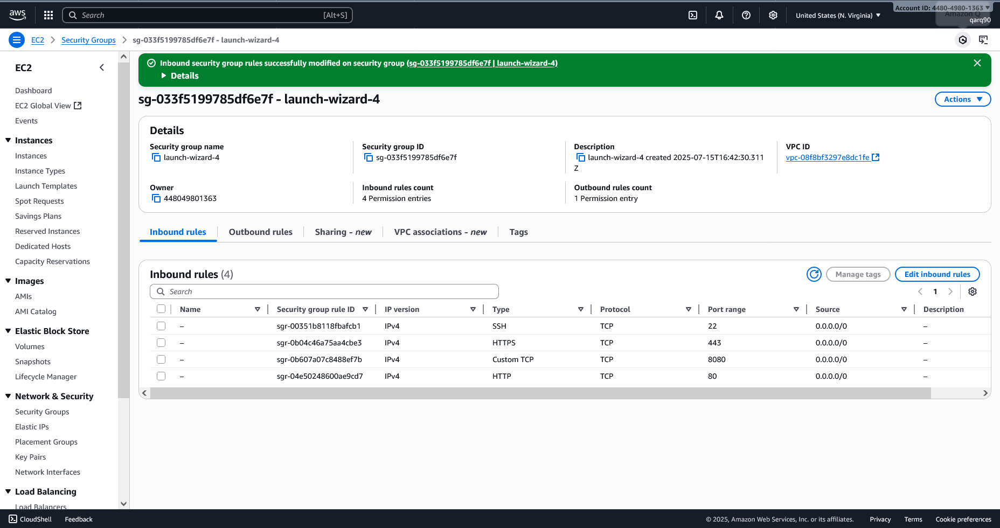 aws
Search [Alt+S]
United States (N. Virginia)
Account ID: 4480-4980-1363
Amazon Q
qarq90
EC2
Security Groups
sg-033f5199785df6e7f - launch-wizard-4
EC2
Dashboard
EC2 Global View
Events
Instances
Instances
Instance Types
Launch Templates
Spot Requests
Savings Plans
Reserved Instances
Dedicated Hosts
Capacity Reservations
Images
AMIs
AMI Catalog
Elastic Block Store
Volumes
Snapshots
Lifecycle Manager
Network & Security
Security Groups
Elastic IPs
Placement Groups
Key Pairs
Network Interfaces
Load Balancing
Load Balancers
Inbound security group rules successfully modified on security group (sg-033f5199785df6e7f | launch-wizard-4)
Details
sg-033f5199785df6e7f - launch-wizard-4
Actions
Details
Security group name
launch-wizard-4
Security group ID
sg-033f5199785df6e7f
Description
launch-wizard-4 created 2025-07-15T16:42:30.311
Z
VPC ID
vpc-08f8bf3297e8dc1fe
Owner
448049801363
Inbound rules count
4 Permission entries
Outbound rules count
1 Permission entry
Inbound rules
Outbound rules
Sharing - new
VPC associations - new
Tags
Inbound rules (4)
Manage tags
Edit inbound rules
Search
1
Name Security group rule ID IP version Type Protocol Port range Source Description
– sgr-00351b8118fbafcb1 IPv4 SSH TCP 22 0.0.0.0/0 –
– sgr-0b04c46a75aa4cbe3 IPv4 HTTPS TCP 443 0.0.0.0/0 –
– sgr-0b607a07c8488ef7b IPv4 Custom TCP TCP 8080 0.0.0.0/0 –
– sgr-04e50248600ae9cd7 IPv4 HTTP TCP 80 0.0.0.0/0 –
CloudShell
Feedback
© 2025, Amazon Web Services, Inc. or its affiliates.
Privacy
Terms
Cookie preferences